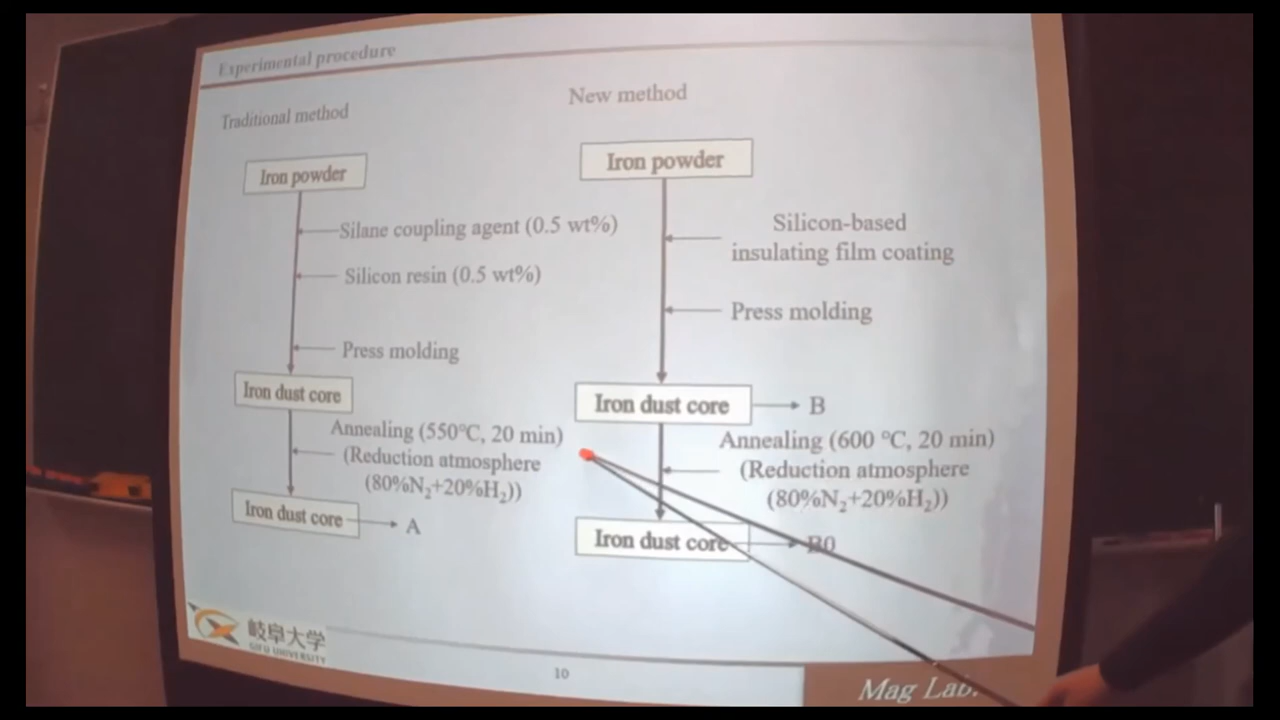 Experimental procedure
Traditional method
Iron powder
Silane coupling agent (0.5 wt%)
Silicon resin (0.5 wt%)
Press molding
Iron dust core
Annealing (550°C, 20 min)
(Reduction atmosphere
(80%N₂+20%H₂))
Iron dust core
A
New method
Iron powder
Silicon-based
insulating film coating
Press molding
Iron dust core
B
Annealing (600 °C, 20 min)
(Reduction atmosphere
(80%N₂+20%H₂))
Iron dust core
B0
岐阜大学
GIFU UNIVERSITY
10
Mag Lab.